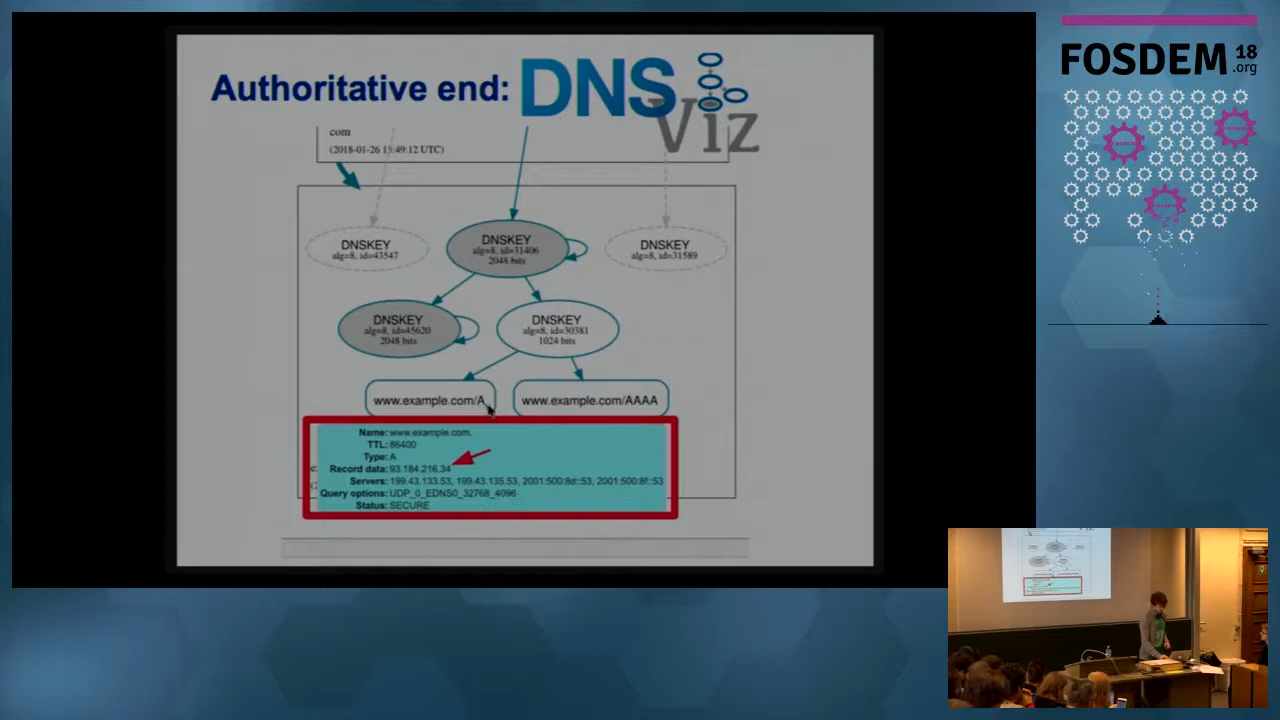 Authoritative end: DNS
Viz
com
(2018-01-26 15:49:12 UTC)
DNSKEY
alg=8, id=43547
DNSKEY
alg=8, id=31406
2048 bits
DNSKEY
alg=8, id=31589
DNSKEY
alg=8, id=45620
2048 bits
DNSKEY
alg=8, id=30381
1024 bits
www.example.com/A
www.example.com/AAAA
Name: www.example.com.
TTL: 86400
Type: A
Record data: 93.184.216.34
Servers: 199.43.133.53, 199.43.135.53, 2001:500:8d::53, 2001:500:8f::53
Query options: UDP_0_EDNS0_32768_4096
Status: SECURE
FOSDEM 18
.org